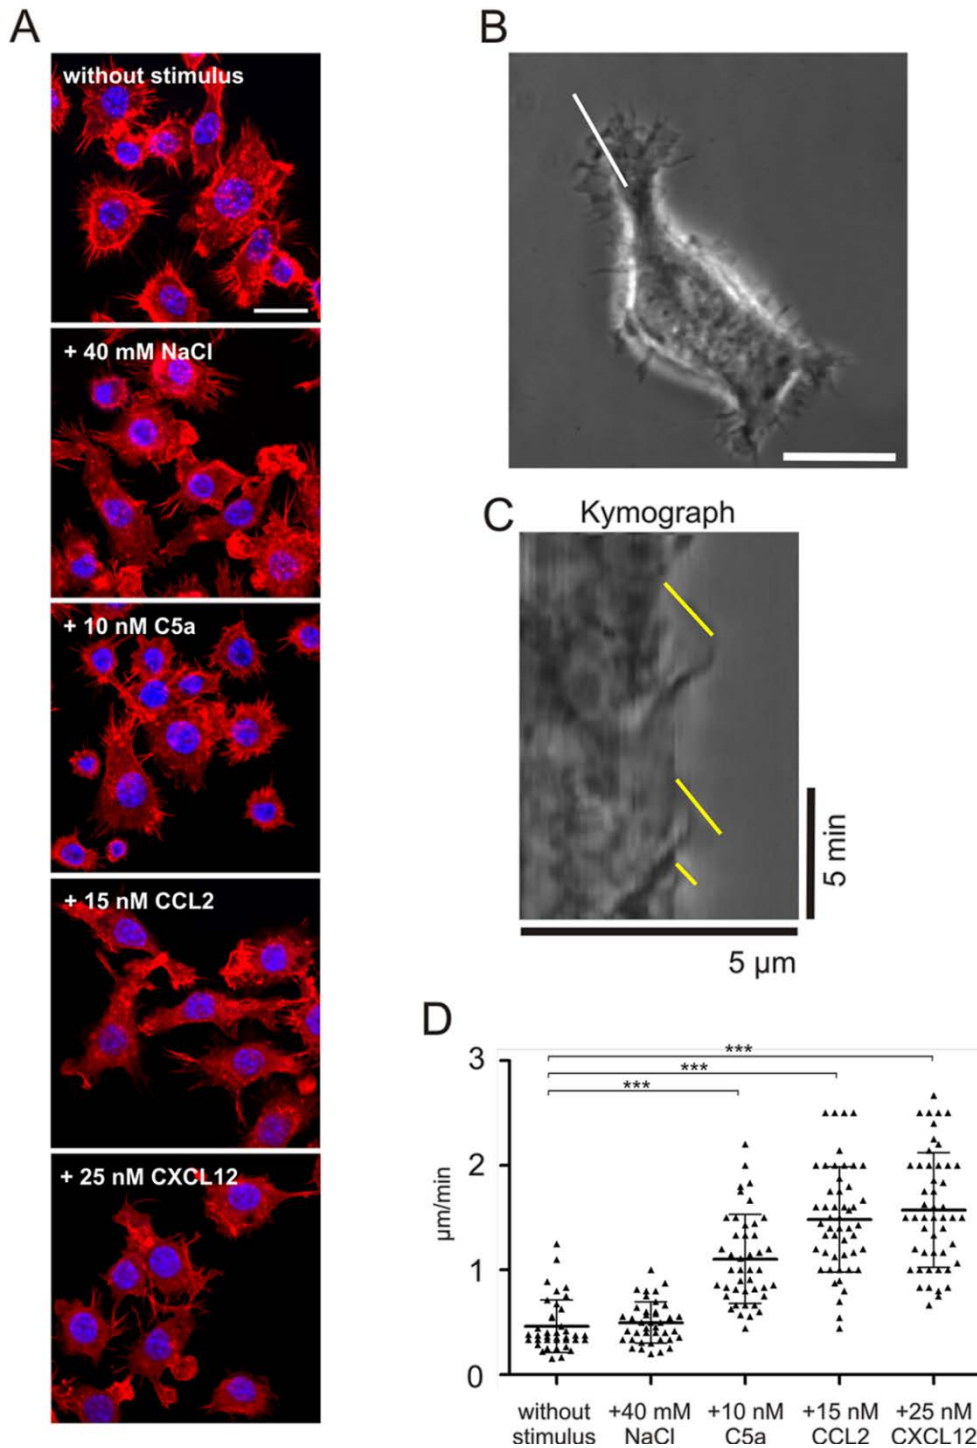 A
without stimulus
+ 40 mM NaCl
+ 10 nM C5a
+ 15 nM CCL2
+ 25 nM CXCL12
B
C
Kymograph
5 min
5 µm
D
***
***
***
3
2
1
0
µm/min
without
stimulus
+40 mM
NaCl
+10 nM
C5a
+15 nM
CCL2
+25 nM
CXCL12